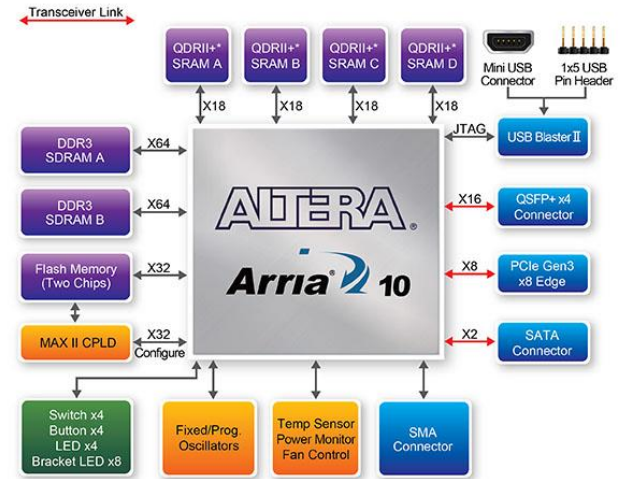 Transceiver Link
QDRII+*
SRAM A
QDRII+*
SRAM B
QDRII+*
SRAM C
QDRII+*
SRAM D
Mini USB
Connector
1x5 USB
Pin Header
X18
X18
X18
X18
DDR3
SDRAM A
X64
JTAG
USB Blaster II
DDR3
SDRAM B
X64
ALTERA.
X16
QSFP+ x4
Connector
Flash Memory
(Two Chips)
X32
Arria® 10
X8
PCIe Gen3
x8 Edge
MAX II CPLD
X32
Configure
X2
SATA
Connector
Switch x4
Button x4
LED x4
Bracket LED x8
Fixed/Prog.
Oscillators
Temp Sensor
Power Monitor
Fan Control
SMA
Connector